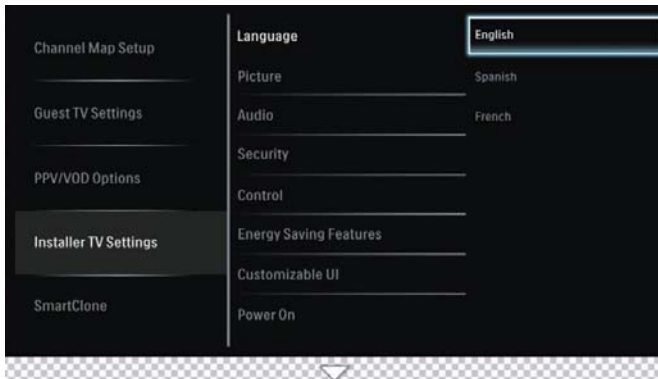 Channel Map Setup
Guest TV Settings
PPV/VOD Options
Installer TV Settings
SmartClone
Language
Picture
Audio
Security
Control
Energy Saving Features
Customizable UI
Power On
English
Spanish
French